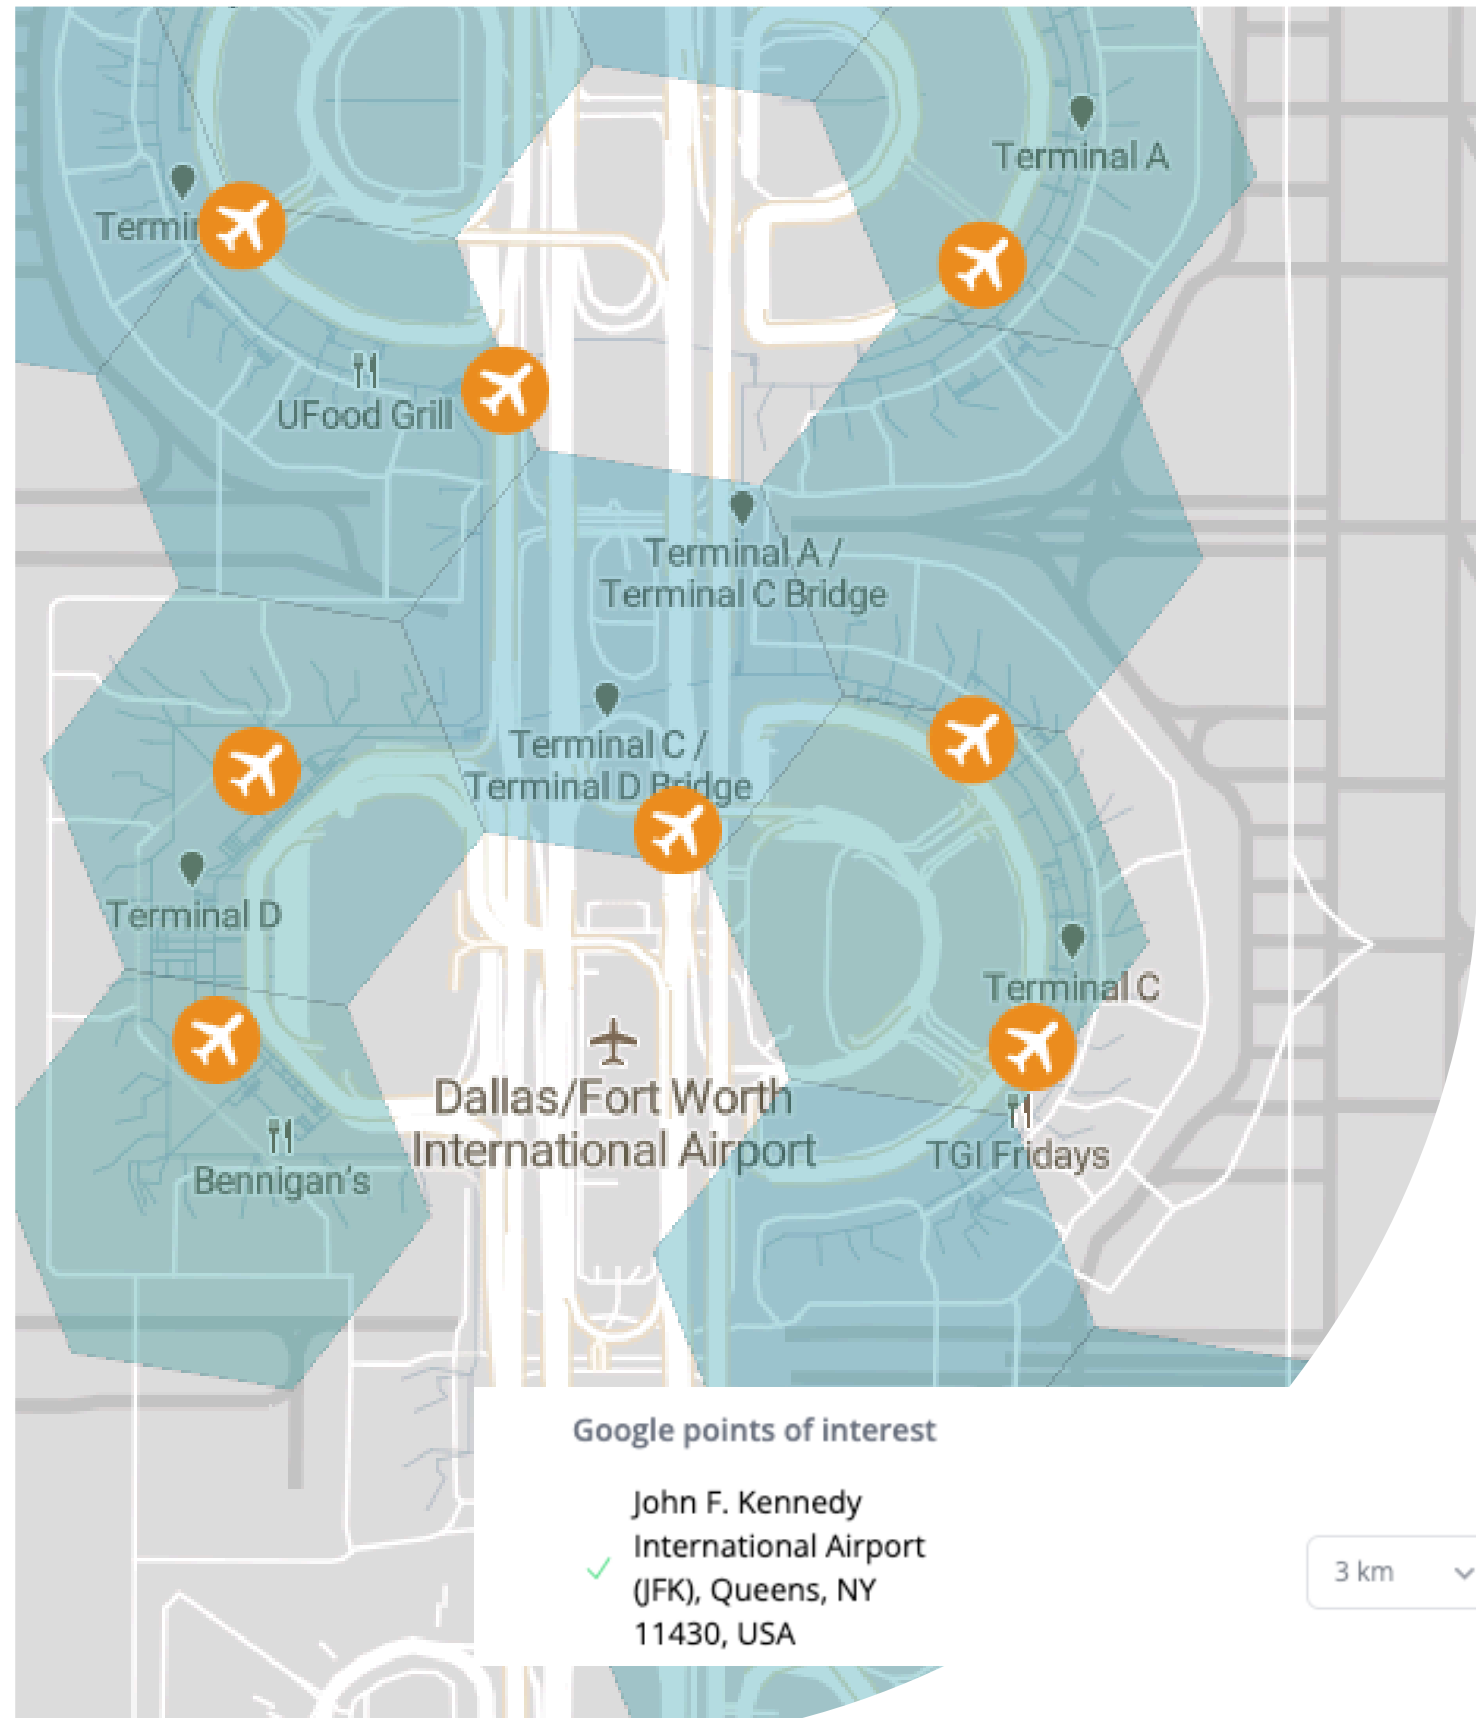 Terminal A
UFood Grill
Terminal A /
Terminal C Bridge
Terminal C /
Terminal D Bridge
Terminal D
Terminal C
Dallas/Fort Worth
International Airport
TGI Fridays
Bennigan's
Google points of interest
John F. Kennedy
International Airport
(JFK), Queens, NY
11430, USA
3 km